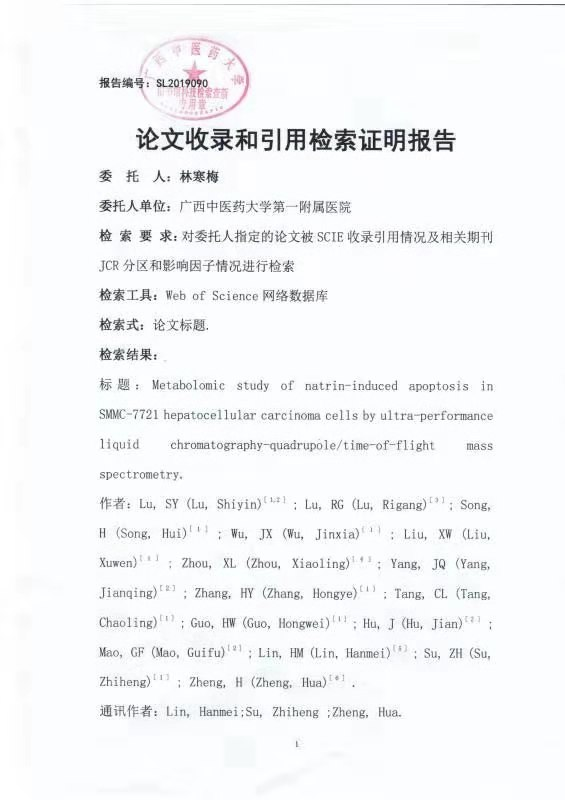 广西中医药大学
专用章
报告编号：SL2019090
论文收录和引用检索证明报告
委 托 人：林寒梅
委托人单位：广西中医药大学第一附属医院
检 索 要 求：对委托人指定的论文被 SCIE 收录引用情况及相关期刊
JCR 分区和影响因子情况进行检索
检索工具：Web of Science 网络数据库
检索式：论文标题.
检索结果：
标 题 ：Metabolomic study of natrin-induced apoptosis in
SMMC-7721 hepatocellular carcinoma cells by ultra-performance
liquid chromatography-quadrupole/time-of-flight mass
spectrometry.
作者：Lu, SY (Lu, Shiyin)[1,2] ; Lu, RG (Lu, Rigang)[3] ; Song,
H (Song, Hui)[1] ; Wu, JX (Wu, Jinxia)[1] ; Liu, XW (Liu,
Xuwen) ; Zhou, XL (Zhou, Xiaoling)[4] ; Yang, JQ (Yang,
Jianqing)[2] ; Zhang, HY (Zhang, Hongye)[1] ; Tang, CL (Tang,
Chaoling)[1] ; Guo, HW (Guo, Hongwei)[1] ; Hu, J (Hu, Jian)[2] ;
Mao, GF (Mao, Guifu)[2] ; Lin, HM (Lin, Hanmei)[5] ; Su, ZH (Su,
Zhiheng)[1] ; Zheng, H (Zheng, Hua)[6] .
通讯作者：Lin, Hanmei;Su, Zhiheng ;Zheng, Hua.
1